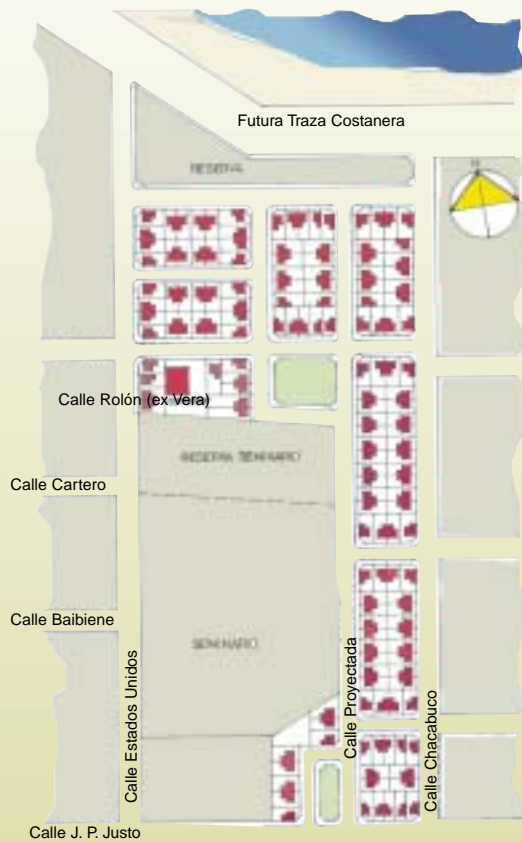 Futura Traza Costanera
RESERVA
N
Calle Rolón (ex Vera)
RESERVA SEMINARIO
Calle Cartero
SEMINARIO
Calle Baibiene
Calle Estados Unidos
Calle Proyectada
Calle Chacabuco
Calle J. P. Justo